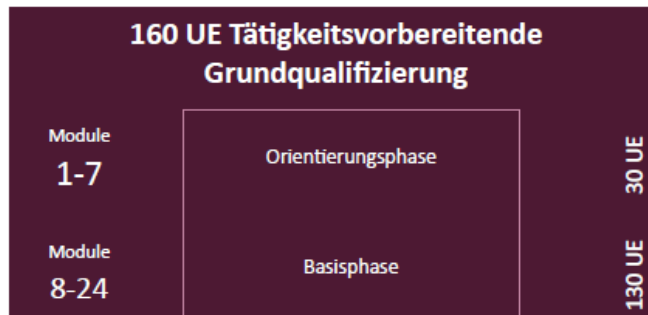 160 UE Tätigkeitsvorbereitende
Grundqualifizierung
Module
1-7
Orientierungsphase
30 UE
Module
8-24
Basisphase
130 UE